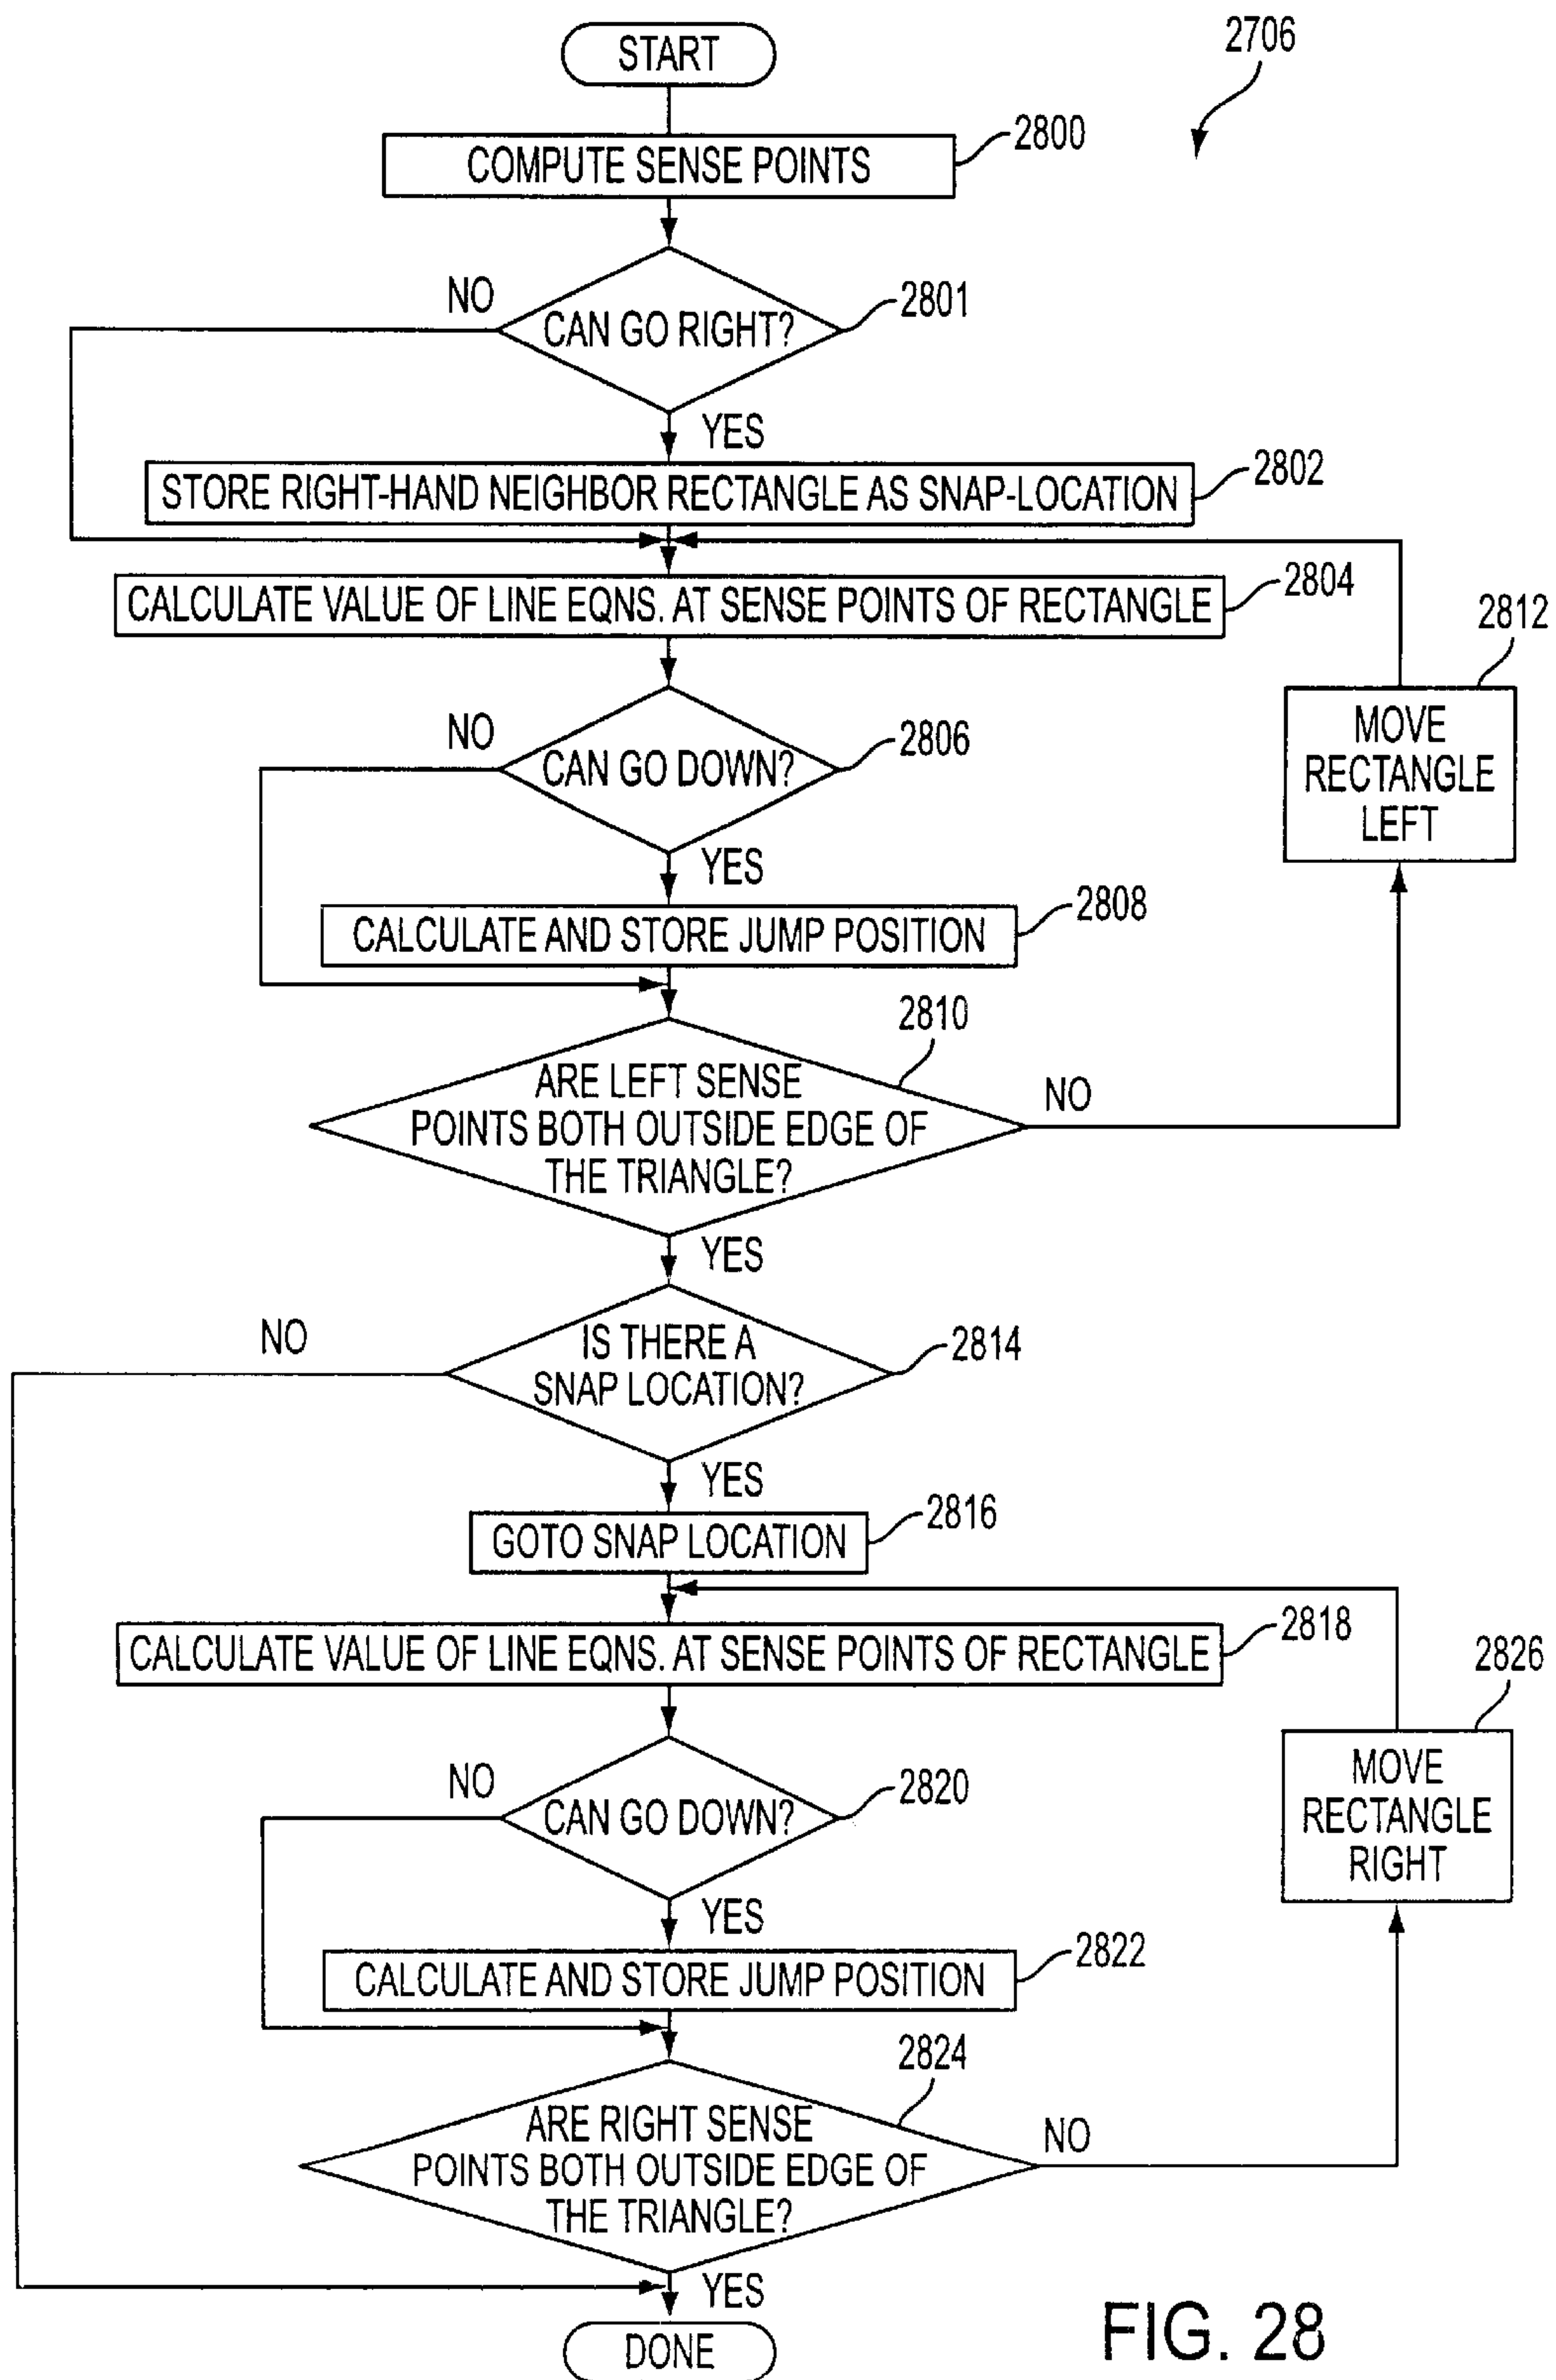 START
2706
COMPUTE SENSE POINTS
2800
NO
CAN GO RIGHT?
2801
YES
STORE RIGHT-HAND NEIGHBOR RECTANGLE AS SNAP-LOCATION
2802
CALCULATE VALUE OF LINE EQNS. AT SENSE POINTS OF RECTANGLE
2804
2812
MOVE
RECTANGLE
LEFT
NO
CAN GO DOWN?
2806
YES
CALCULATE AND STORE JUMP POSITION
2808
2810
ARE LEFT SENSE
POINTS BOTH OUTSIDE EDGE OF
THE TRIANGLE?
NO
YES
NO
IS THERE A
SNAP LOCATION?
2814
YES
GOTO SNAP LOCATION
2816
CALCULATE VALUE OF LINE EQNS. AT SENSE POINTS OF RECTANGLE
2818
2826
MOVE
RECTANGLE
RIGHT
NO
CAN GO DOWN?
2820
YES
CALCULATE AND STORE JUMP POSITION
2822
2824
ARE RIGHT SENSE
POINTS BOTH OUTSIDE EDGE OF
THE TRIANGLE?
NO
YES
DONE
FIG. 28